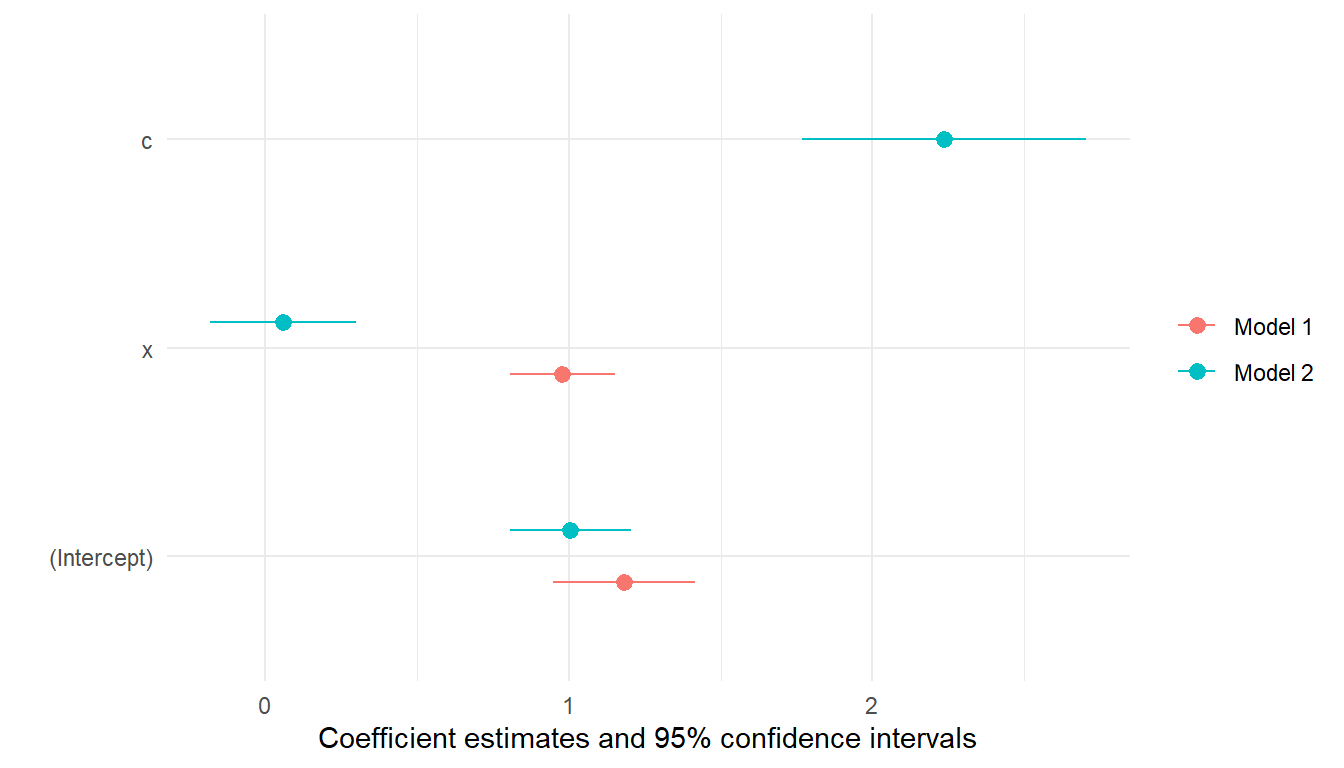 c
x
(Intercept)
0 1 2
Coefficient estimates and 95% confidence intervals
Model 1
Model 2